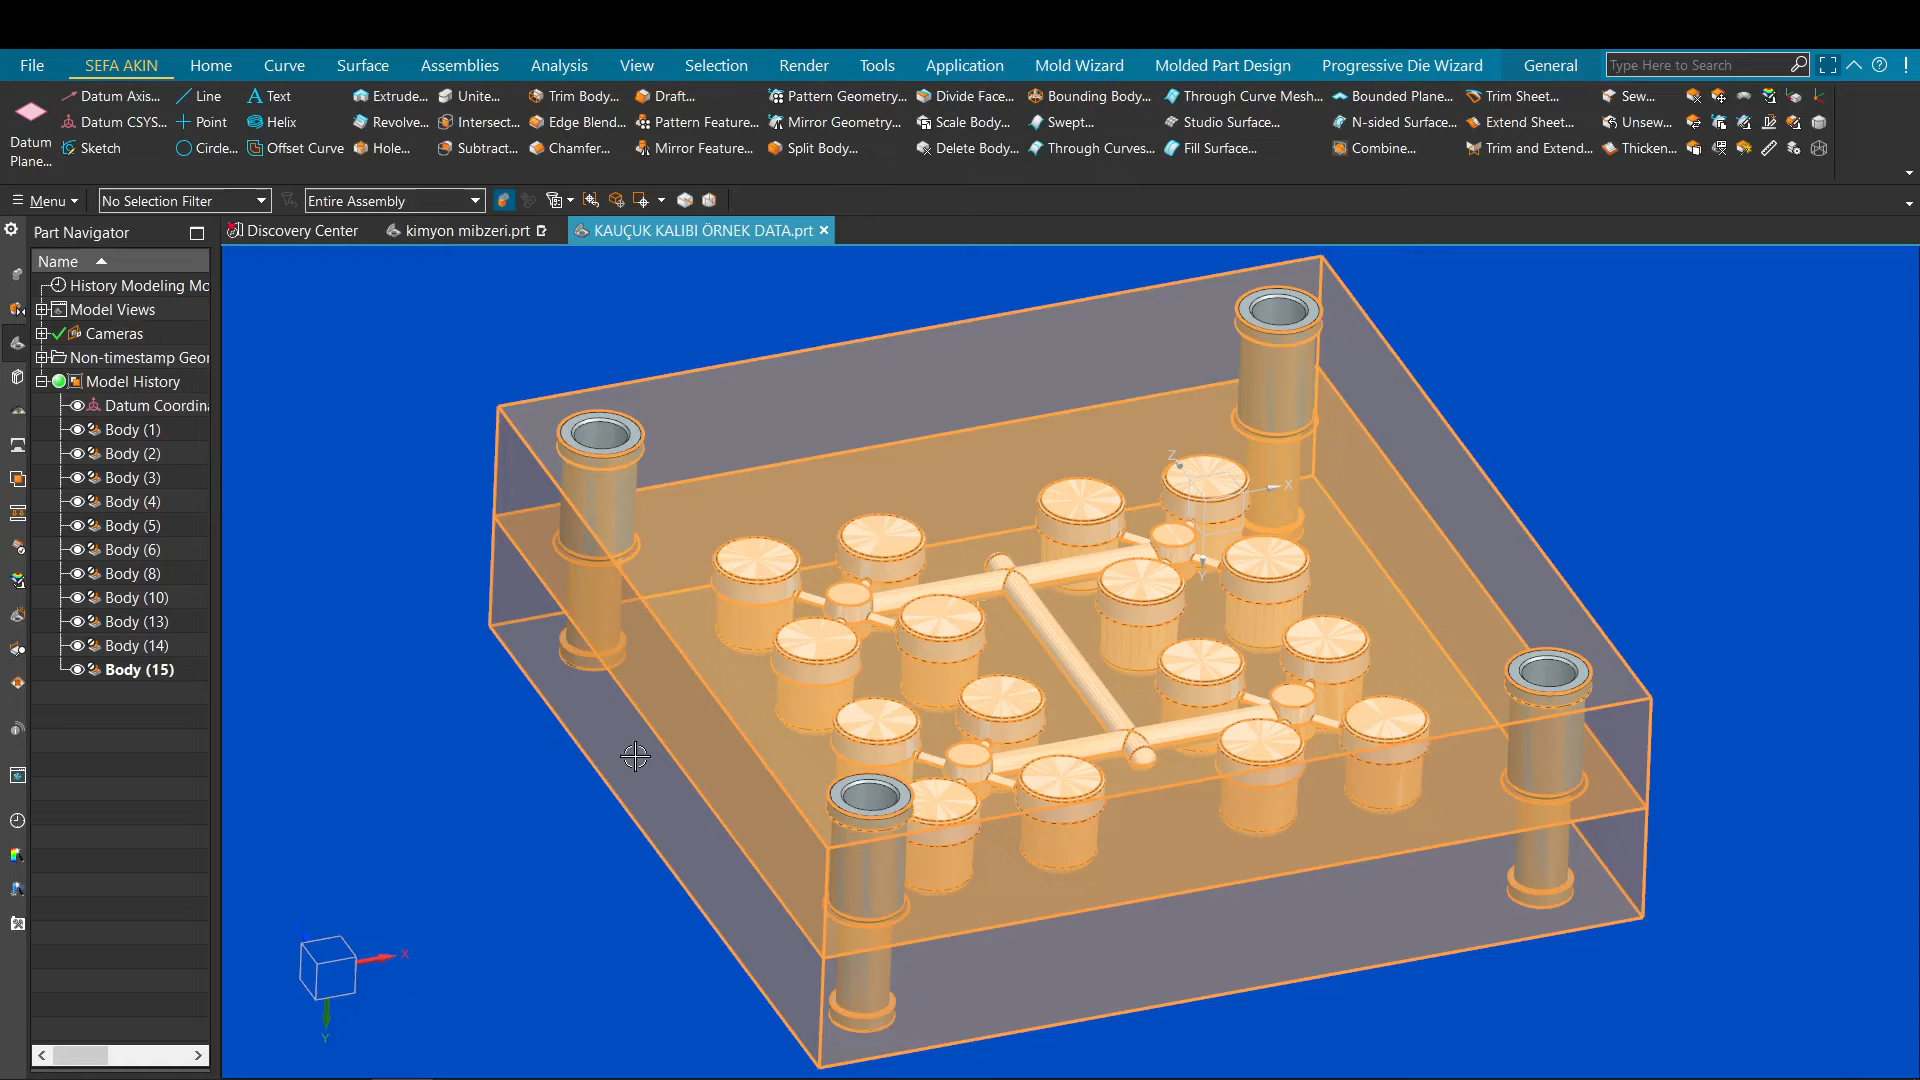 File SEFA AKIN Home Curve Surface Assemblies Analysis View Selection Render Tools Application Mold Wizard Molded Part Design Progressive Die Wizard General Type Here to Search
Datum Axis... Line Text Extrude... Unite... Trim Body... Draft... Pattern Geometry... Divide Face... Bounding Body... Through Curve Mesh... Bounded Plane... Trim Sheet... Sew...
Datum CSYS... Point Helix Revolve... Intersect... Edge Blend... Pattern Feature... Mirror Geometry... Scale Body... Swept... Studio Surface... N-sided Surface... Extend Sheet... Unsew...
Datum Plane... Sketch Circle... Offset Curve Hole... Subtract... Chamfer... Mirror Feature... Split Body... Delete Body... Through Curves... Fill Surface... Combine... Trim and Extend... Thicken...
Menu No Selection Filter Entire Assembly
Part Navigator Discovery Center kimyon mibzeri.prt KAUÇUK KALIBI ÖRNEK DATA.prt
Name
History Modeling Mo
Model Views
Cameras
Non-timestamp Geor
Model History
Datum Coordina
Body (1)
Body (2)
Body (3)
Body (4)
Body (5)
Body (6)
Body (8)
Body (10)
Body (13)
Body (14)
Body (15)
Z
X
Y
X
Y